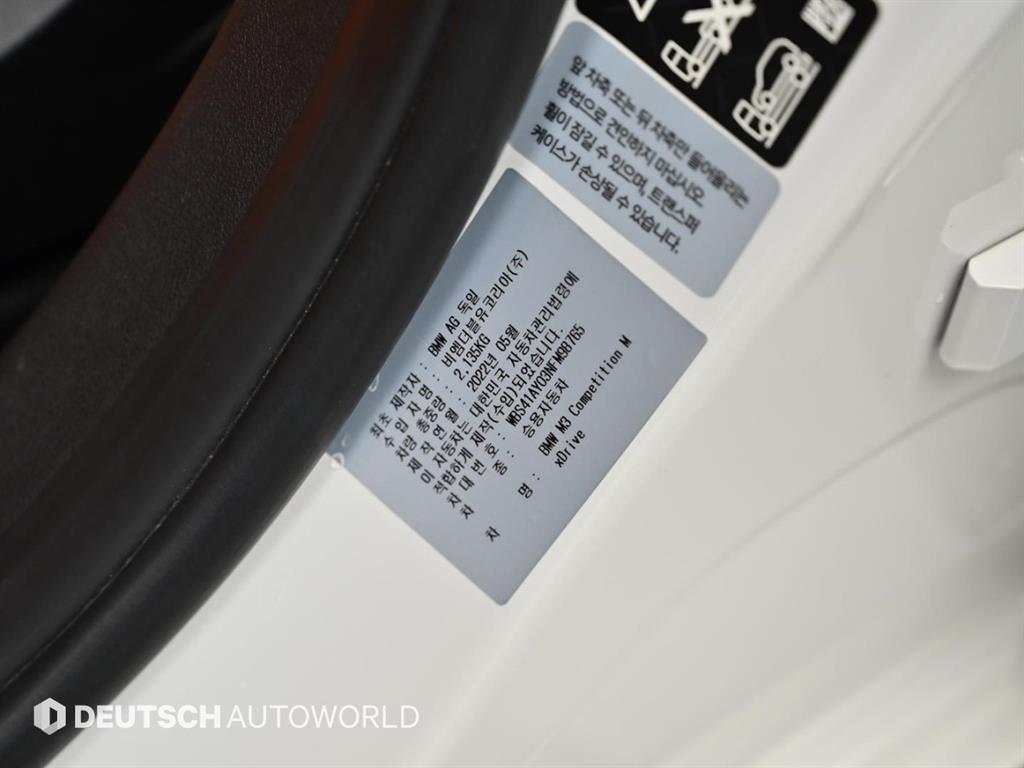 앞 차축 또는 뒤 차축만 들어올리는
방법으로 견인하지 마십시오.
휠이 잠길 수 있으며, 트랜스퍼
케이스가 손상될 수 있습니다.
최초 제작자 : BMW AG 독일
수입 자 명 : 비엠더블유코리아(주)
차량 총중량 : 2,135KG
제 작 연 월 : 2022년 05월
이 자동차는 대한민국 자동차관리법령에
적합하게 제작(수입)되었습니다.
차 대 번 호 : WBS41AY09NFM98765
차 종 : 승용자동차
차 명 : BMW M3 Competition M
xDrive
DEUTSCH AUTOWORLD